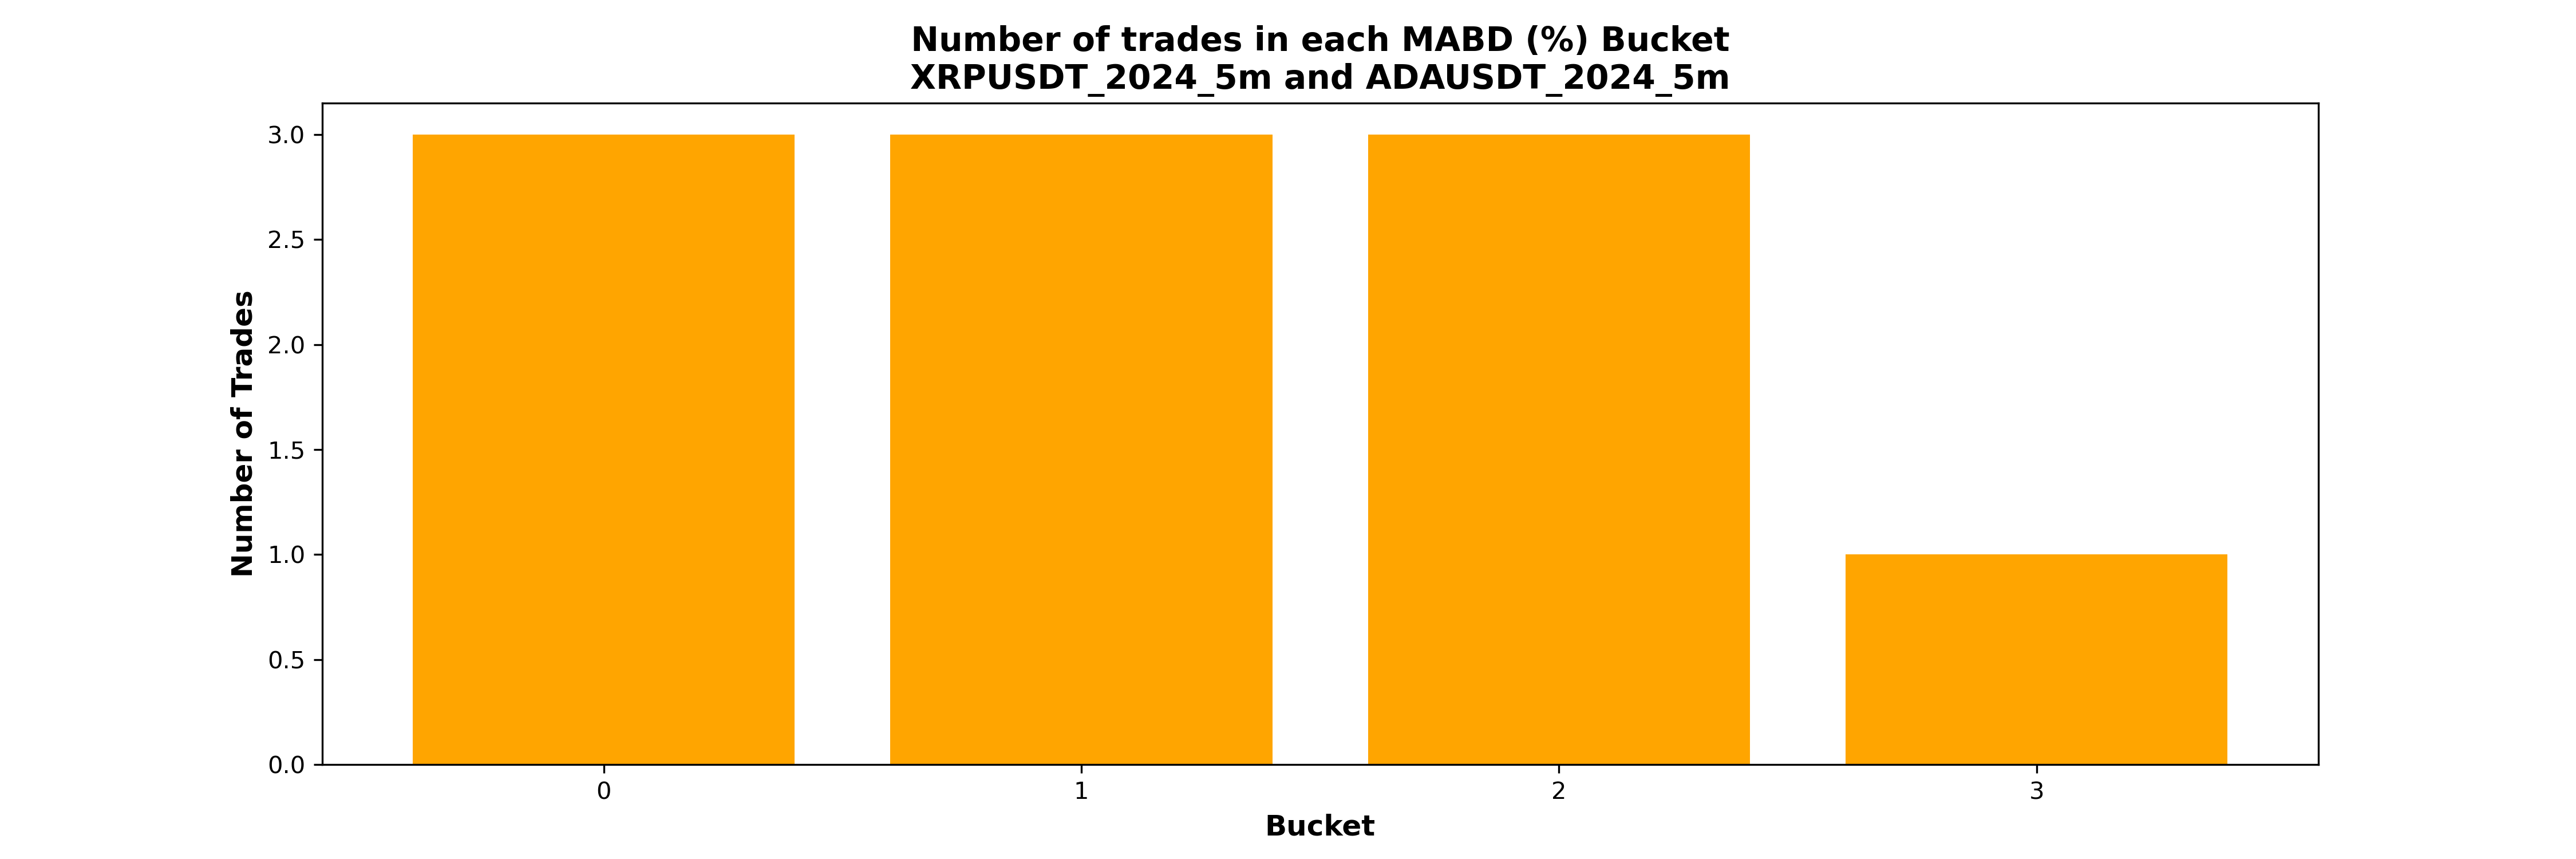 Number of trades in each MABD (%) Bucket
XRPUSDT_2024_5m and ADAUSDT_2024_5m
Number of Trades
3.0
2.5
2.0
1.5
1.0
0.5
0.0
0
1
2
3
Bucket